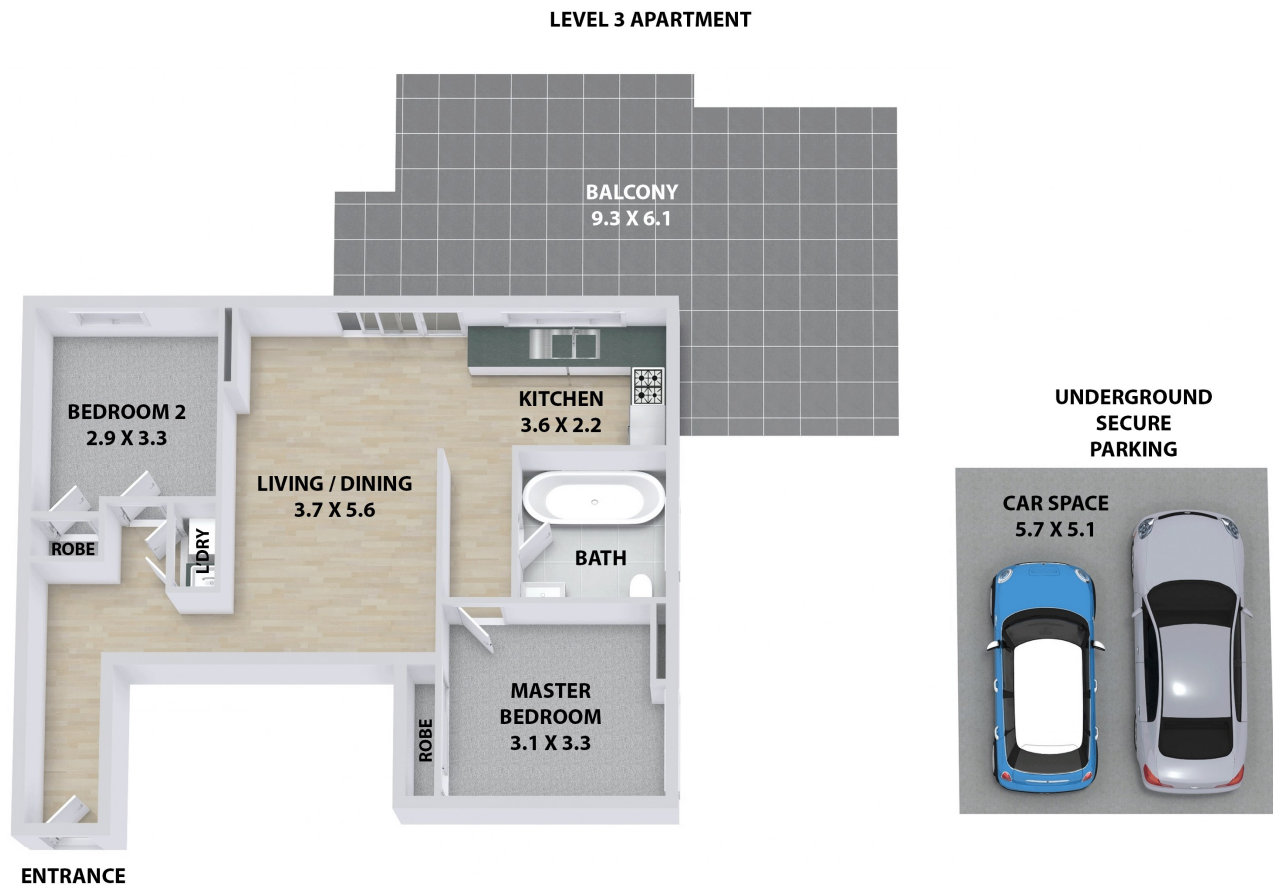 LEVEL 3 APARTMENT
BALCONY
9.3 X 6.1
BEDROOM 2
2.9 X 3.3
KITCHEN
3.6 X 2.2
LIVING / DINING
3.7 X 5.6
ROBE
L'DRY
BATH
MASTER
BEDROOM
3.1 X 3.3
ROBE
ENTRANCE
UNDERGROUND
SECURE
PARKING
CAR SPACE
5.7 X 5.1